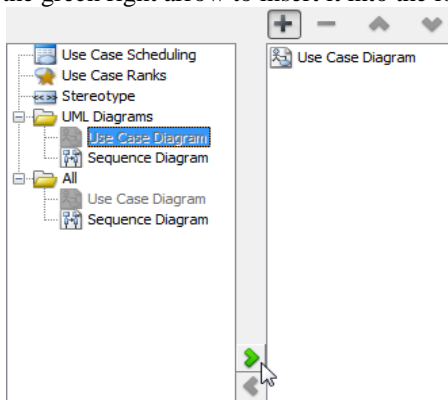 the green right arrow to insert it into the
Use Case Scheduling
Use Case Ranks
Stereotype
UML Diagrams
Use Case Diagram
Sequence Diagram
All
Use Case Diagram
Sequence Diagram
Use Case Diagram